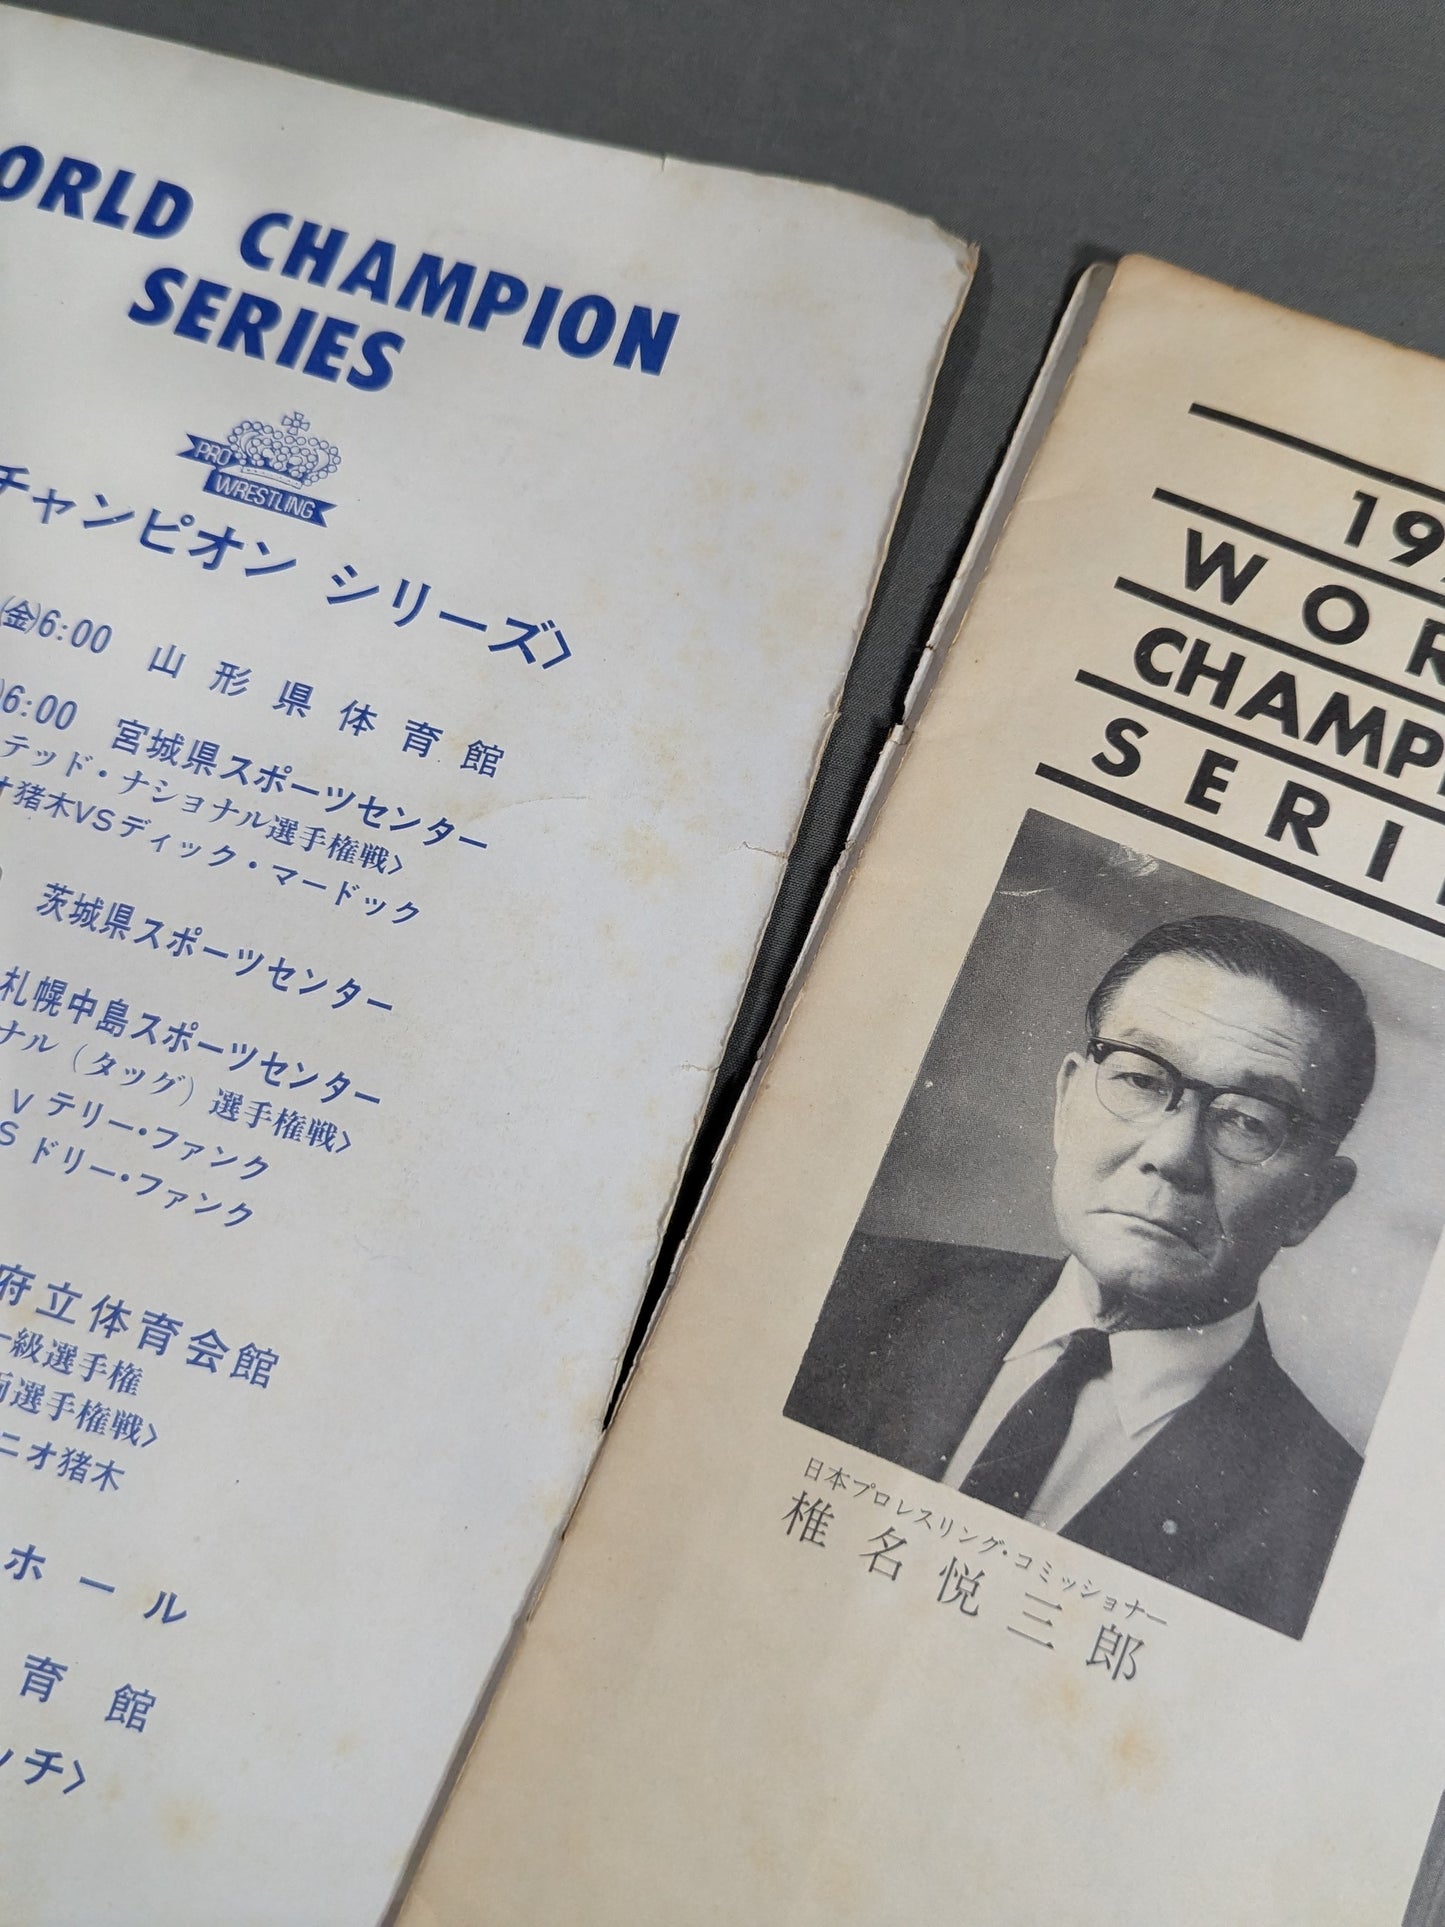 ORLD CHAMPION
SERIES
PRO
WRESTLING
チャンピオン シリーズ〉
㈮6:00 山形県体育館
6:00 宮城県スポーツセンター
テッド・ナショナル選手権戦〉
オ猪木VSディック・マードック
茨城県スポーツセンター
札幌中島スポーツセンター
ナル(タッグ)選手権戦〉
V テリー・ファンク
S ドリー・ファンク
府立体育会館
一級選手権
選手権戦〉
ニオ猪木
ホール
育館
ッチ〉
19
WOR
CHAMP
SERI
日本プロレスリング・コミッショナー
椎名悦三郎